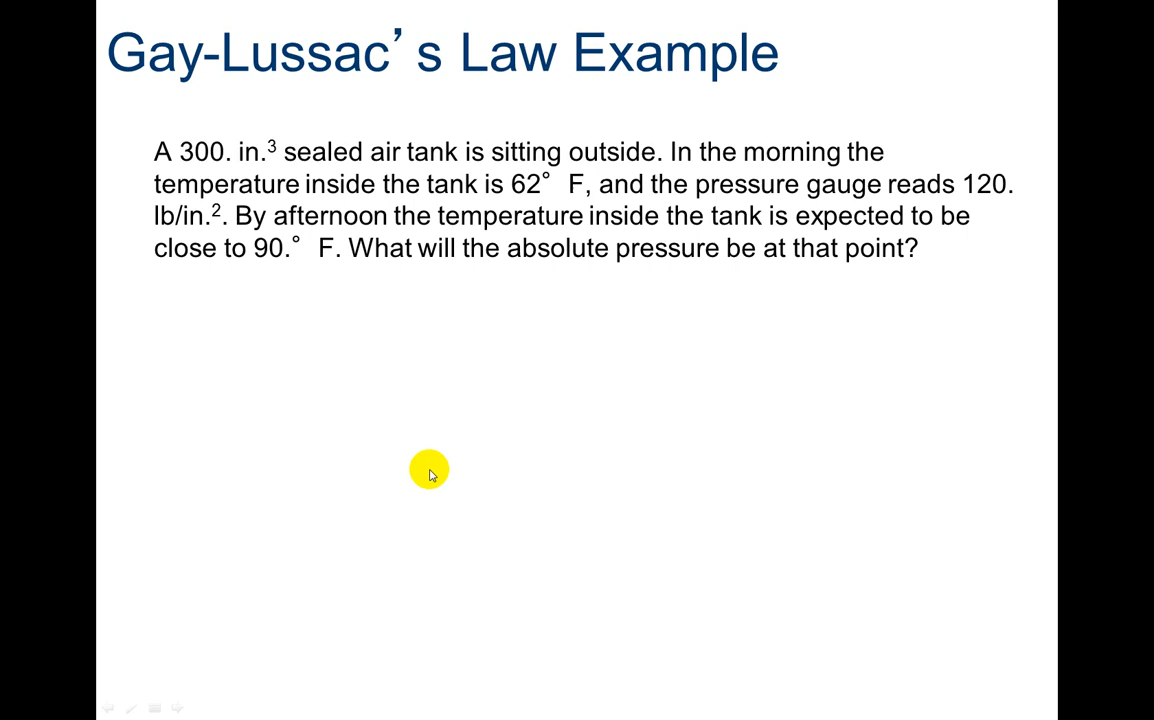 Gay-Lussac’s Law Example
A 300. in.³ sealed air tank is sitting outside. In the morning the
temperature inside the tank is 62° F, and the pressure gauge reads 120.
lb/in.². By afternoon the temperature inside the tank is expected to be
close to 90.° F. What will the absolute pressure be at that point?